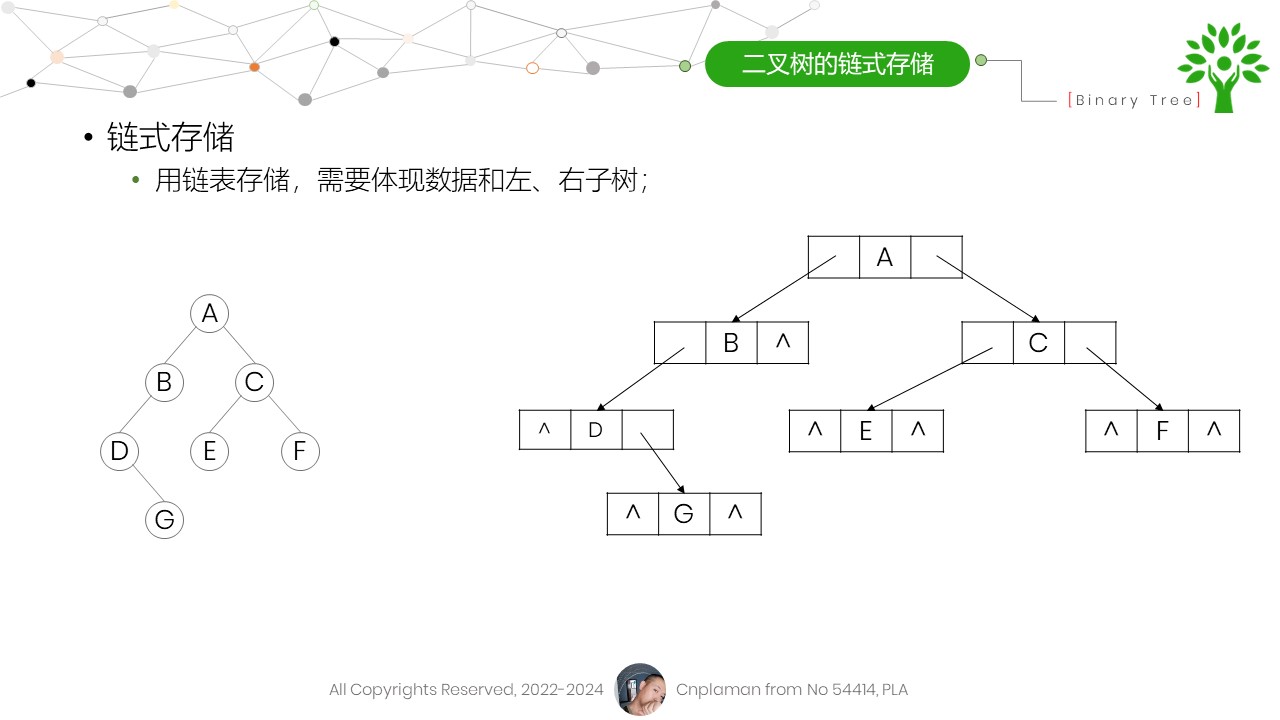 二叉树的链式存储
[Binary Tree]
• 链式存储
• 用链表存储，需要体现数据和左、右子树；
A
B C
D E F
G
A
B ^
C
^ D
^ E ^
^ F ^
^ G ^
All Copyrights Reserved, 2022-2024
Cnplaman from No 54414, PLA